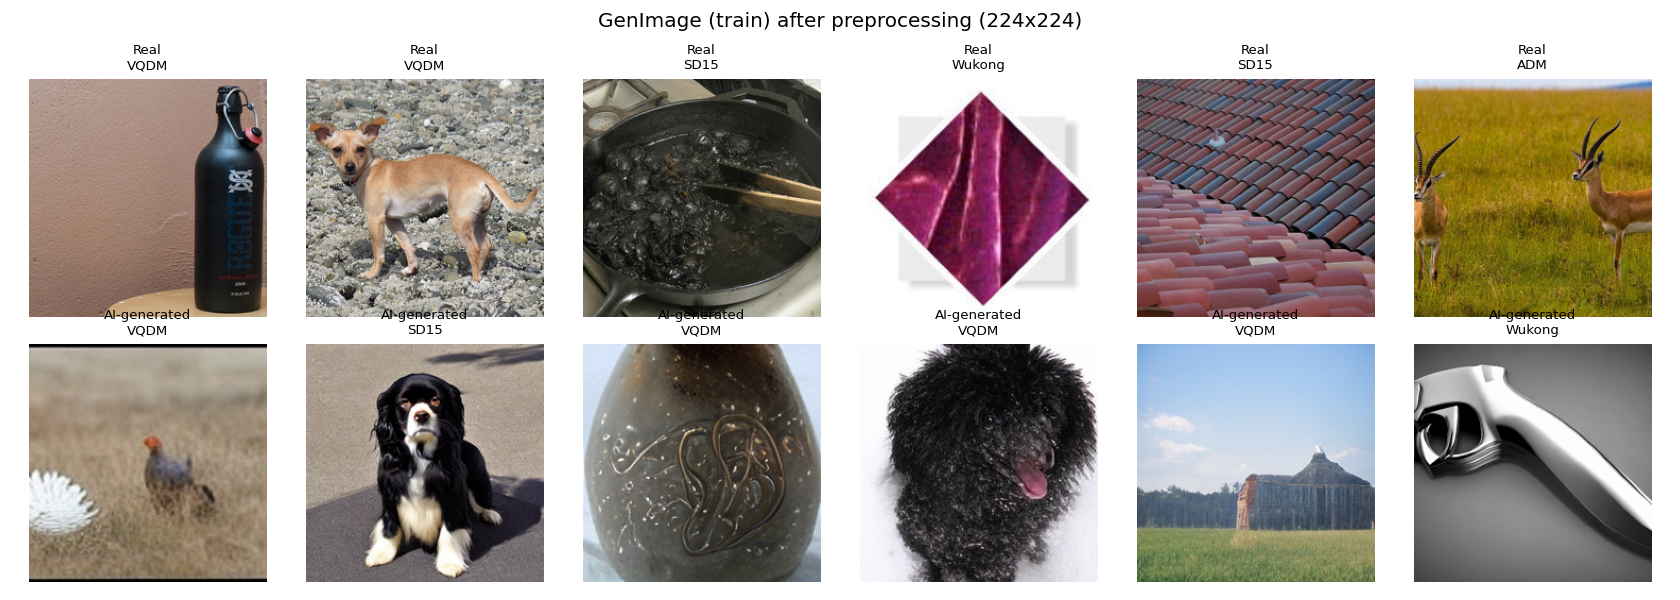 GenImage (train) after preprocessing (224x224)
Real
VQDM
Real
VQDM
Real
SD15
Real
Wukong
Real
SD15
Real
ADM
ROGUE
AI-generated
VQDM
AI-generated
SD15
AI-generated
VQDM
AI-generated
VQDM
AI-generated
VQDM
AI-generated
Wukong